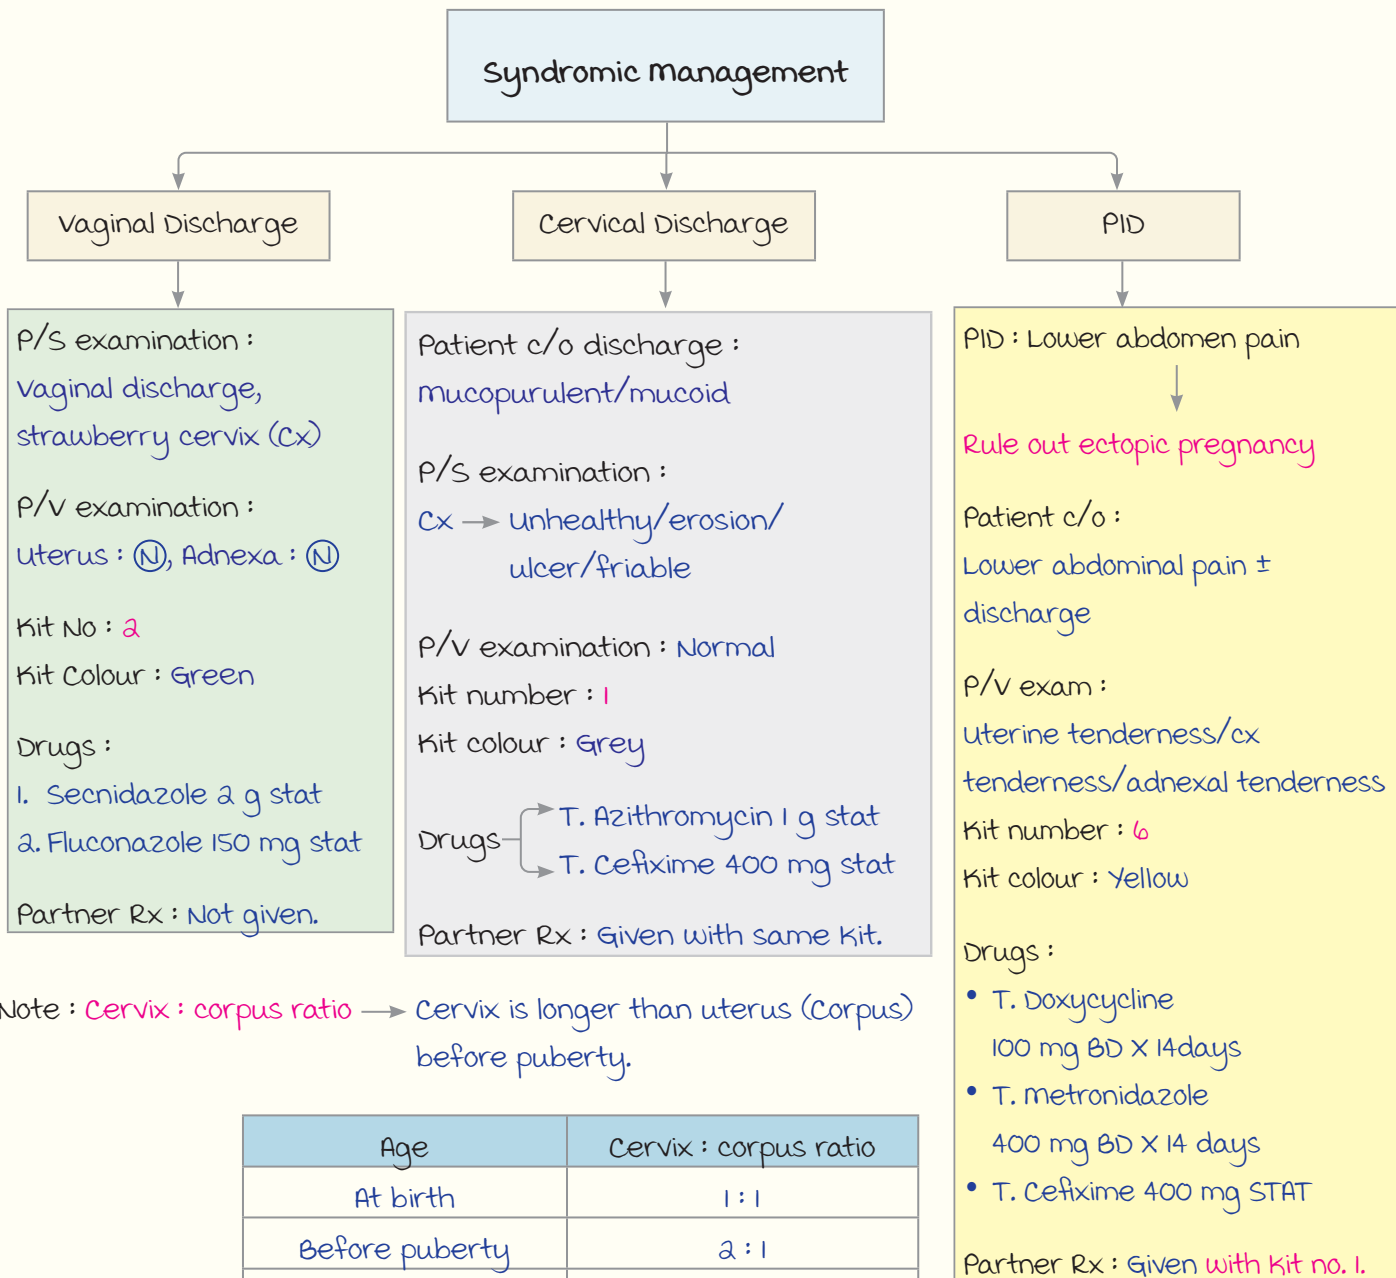 Syndromic Management
Vaginal Discharge
P/S examination :
Vaginal discharge,
strawberry cervix (Cx)
P/V examination :
Uterus : Ⓝ, Adnexa : Ⓝ
Kit No : 2
Kit Colour : Green
Drugs :
1. Secnidazole 2 g stat
2. Fluconazole 150 mg stat
Partner Rx : Not given.
Cervical Discharge
Patient c/o discharge :
Mucopurulent/mucoid
P/S examination :
Cx → Unhealthy/erosion/
ulcer/friable
P/V examination : Normal
Kit number : 1
Kit colour : Grey
Drugs
T. Azithromycin 1 g stat
T. Cefixime 400 mg stat
Partner Rx : Given with same kit.
PID
PID : Lower abdomen pain
Rule out ectopic pregnancy
Patient c/o :
Lower abdominal pain ±
discharge
P/V exam :
Uterine tenderness/cx
tenderness/adnexal tenderness
Kit number : 6
Kit colour : Yellow
Drugs :
• T. Doxycycline
100 mg BD X 14days
• T. Metronidazole
400 mg BD X 14 days
• T. Cefixime 400 mg STAT
Partner Rx : Given with kit no. 1.
Note : Cervix : corpus ratio → Cervix is longer than uterus (Corpus)
before puberty.
Age Cervix : corpus ratio
At birth 1 : 1
Before puberty 2 : 1